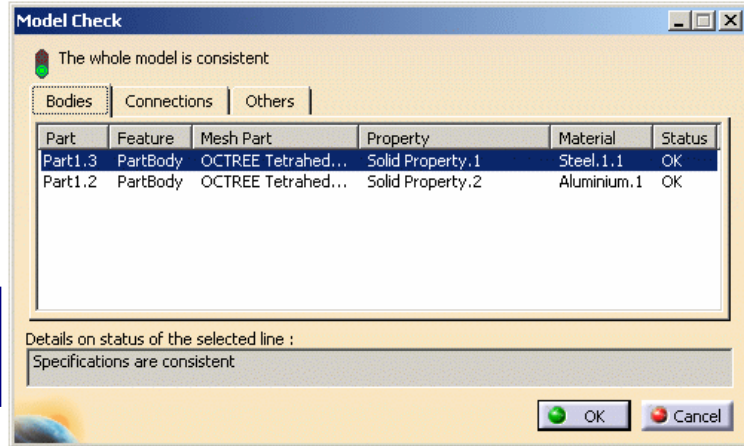 Model Check
The whole model is consistent
Bodies Connections Others
Part Feature Mesh Part Property Material Status
Part1.3 PartBody OCTREE Tetrahed... Solid Property.1 Steel.1.1 OK
Part1.2 PartBody OCTREE Tetrahed... Solid Property.2 Aluminium.1 OK
Details on status of the selected line :
Specifications are consistent
OK Cancel